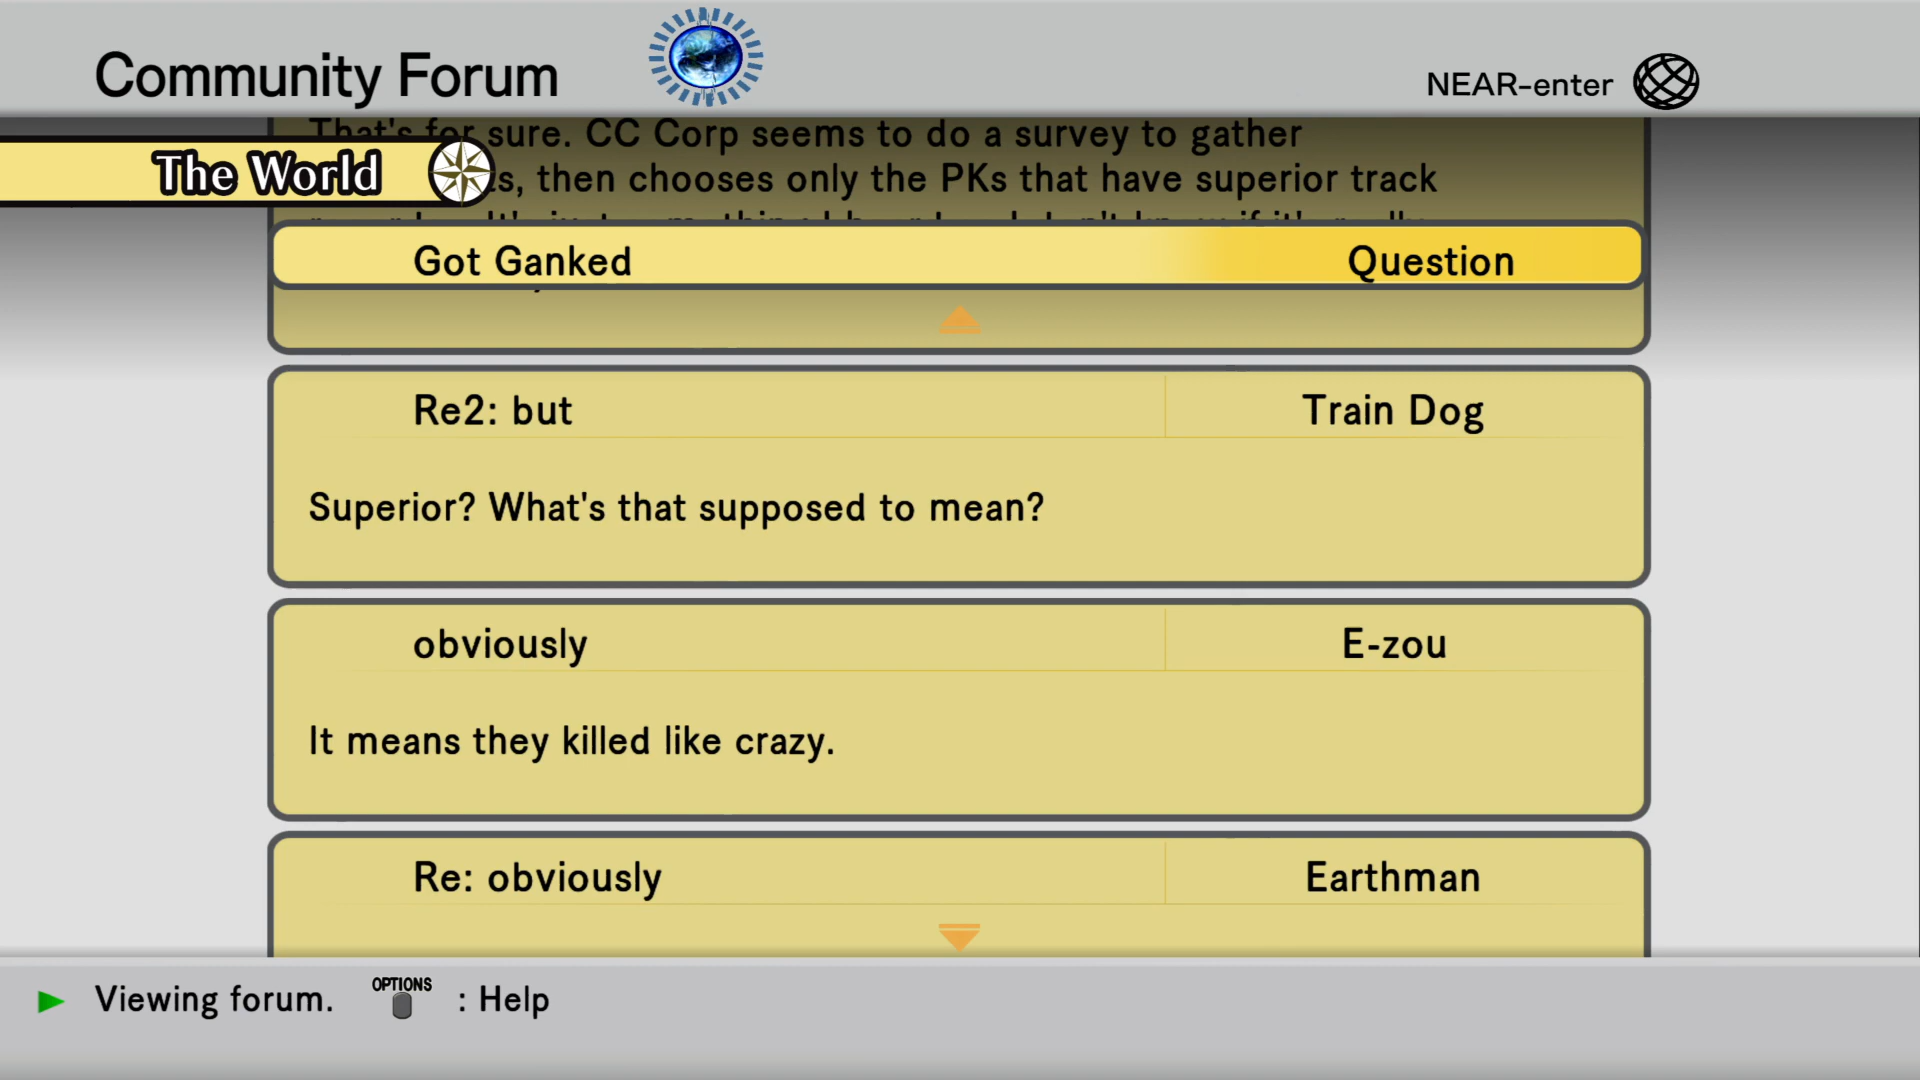 Community Forum
NEAR-enter
The World
That's for sure. CC Corp seems to do a survey to gather
then chooses only the PKs that have superior track
Got Ganked
Question
Re2: but
Train Dog
Superior? What's that supposed to mean?
obviously
E-zou
It means they killed like crazy.
Re: obviously
Earthman
Viewing forum.
OPTIONS
: Help